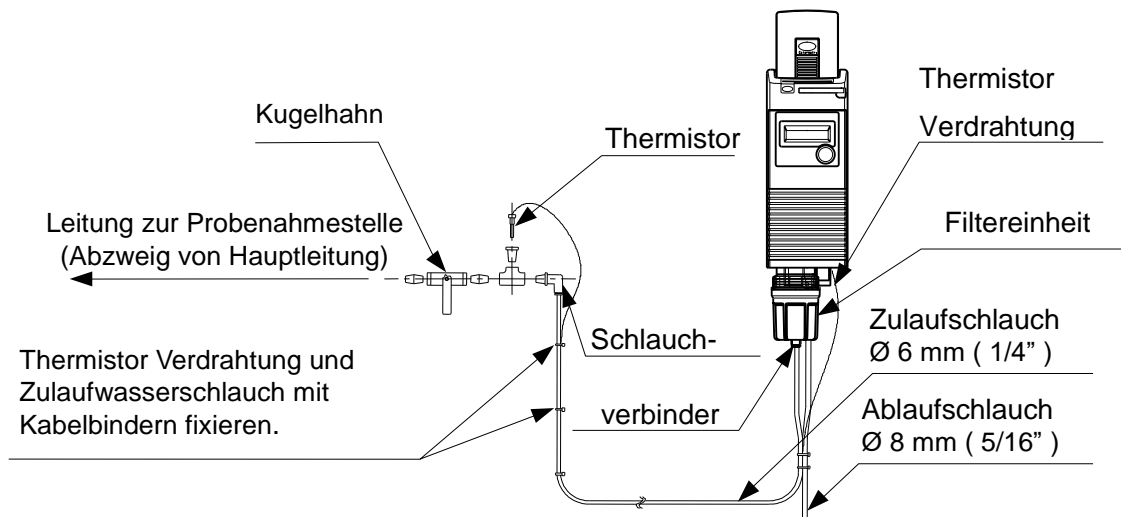 Kugelhahn
Thermistor
Thermistor
Verdrahtung
Leitung zur Probenahmestelle
(Abzweig von Hauptleitung)
Filtereinheit
Schlauch-
verbinder
Zulaufschlauch
Ø 6 mm ( 1/4” )
Thermistor Verdrahtung und
Zulaufwasserschlauch mit
Kabelbindern fixieren.
Ablaufschlauch
Ø 8 mm ( 5/16” )